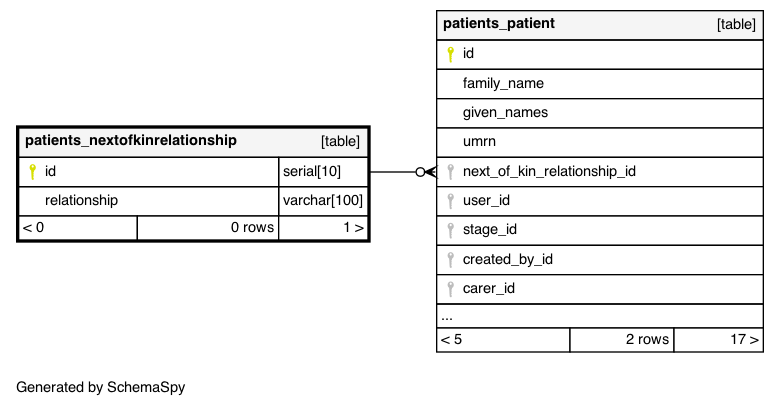 patients_patient [table]
id
family_name
given_names
umrn
next_of_kin_relationship_id
user_id
stage_id
created_by_id
carer_id
...
< 5 2 rows 17 >
patients_nextofkinrelationship [table]
id serial[10]
relationship varchar[100]
< 0 0 rows 1 >
Generated by SchemaSpy